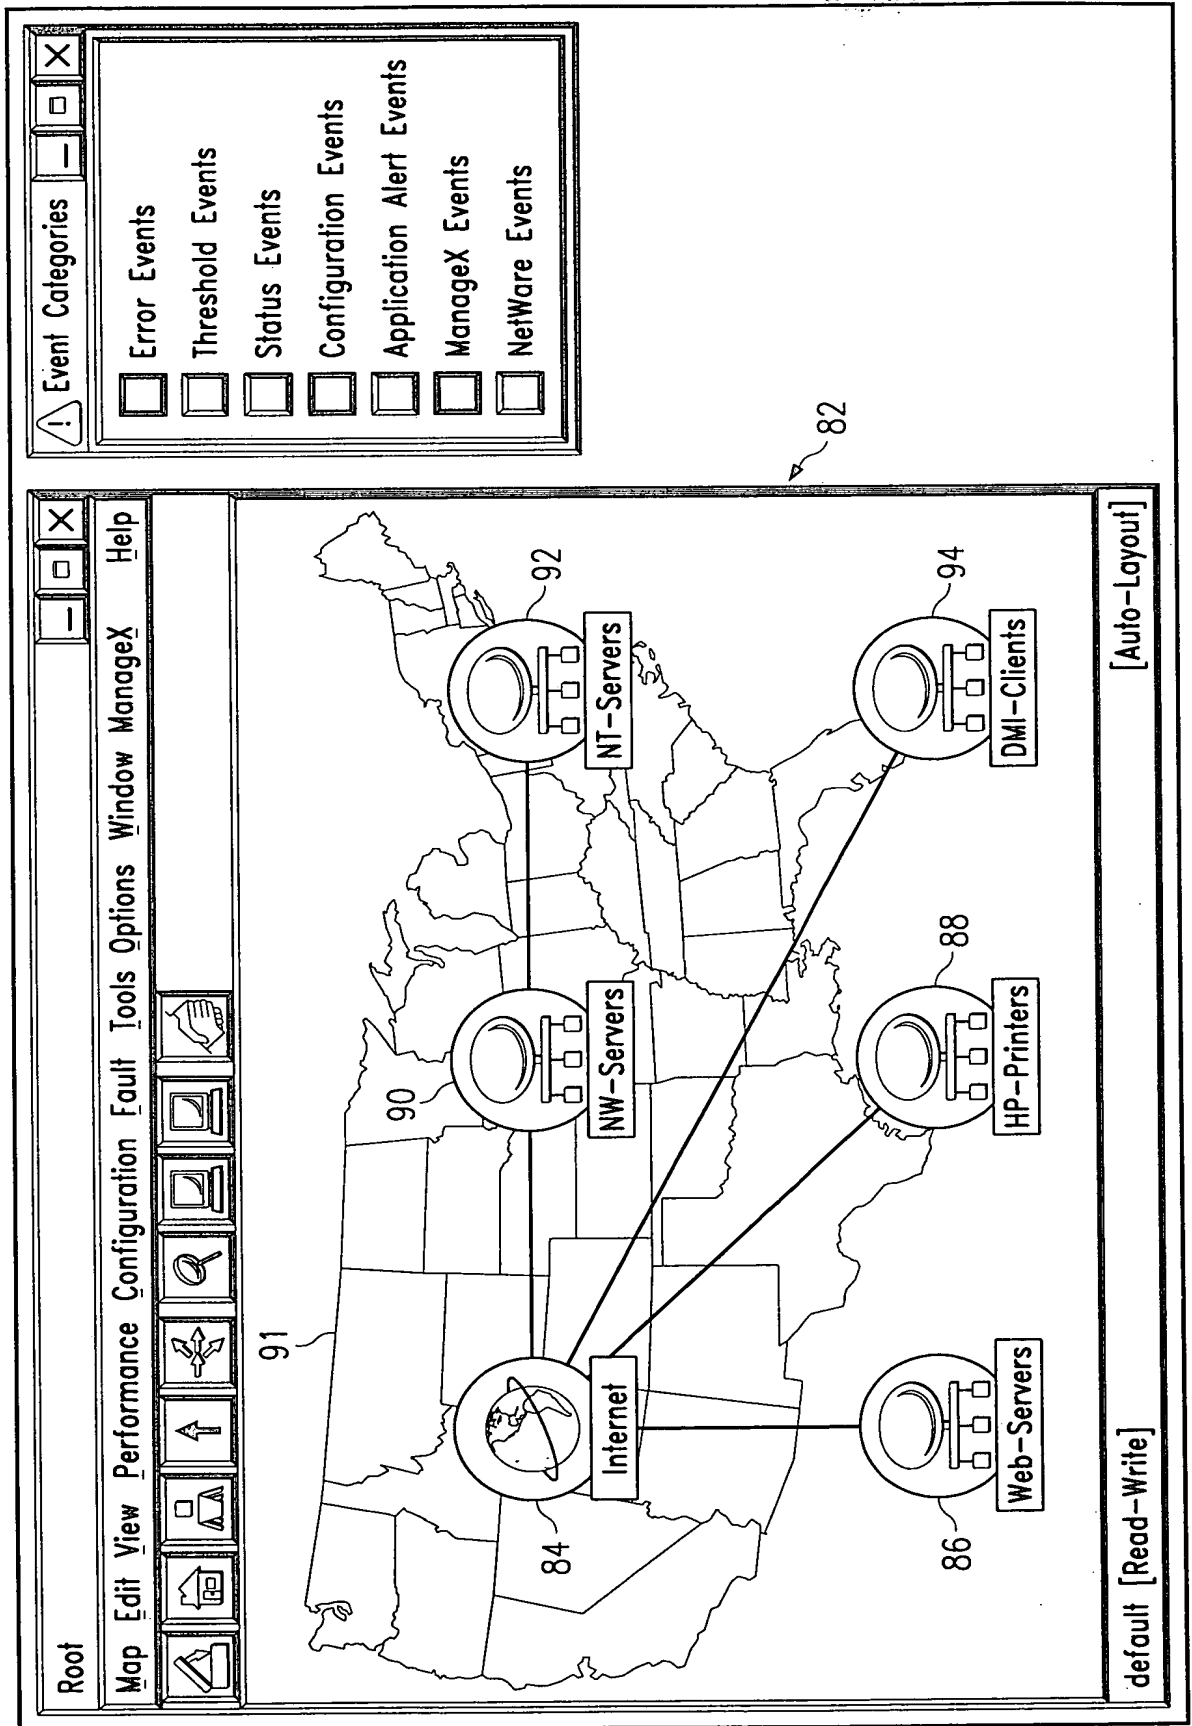 Root
Map Edit View Performance Configuration Fault Tools Options Window ManageX Help
91
84
Internet
90
NW-Servers
92
NT-Servers
86
Web-Servers
88
HP-Printers
94
DMI-Clients
default [Read-Write] [Auto-Layout]
82
! Event Categories
Error Events
Threshold Events
Status Events
Configuration Events
Application Alert Events
ManageX Events
NetWare Events